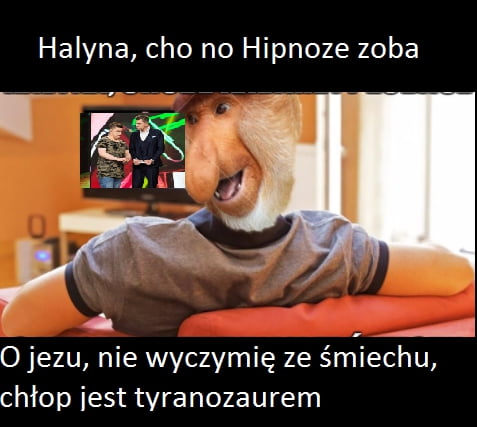 Halyna, cho no Hipnoze zoba
O jezu, nie wyczymię ze śmiechu,
chłop jest tyranozaurem